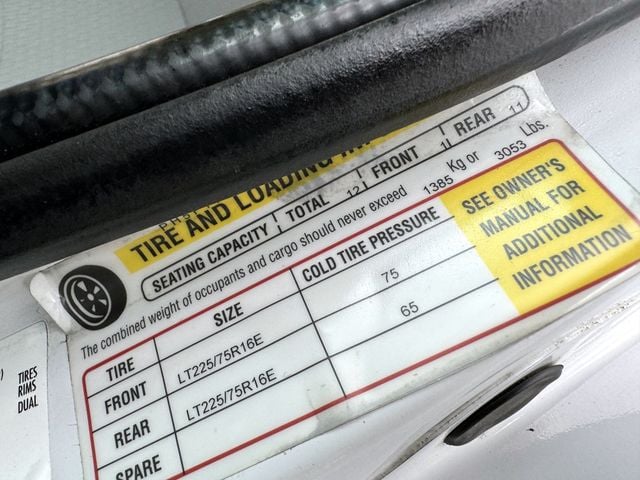 TIRE AND LOADING
SEATING CAPACITY TOTAL 12 FRONT 1 REAR 11
The combined weight of occupants and cargo should never exceed 1385 Kg or 3053 Lbs.
TIRE SIZE COLD TIRE PRESSURE
FRONT LT225/75R16E 75
REAR LT225/75R16E 65
SPARE
SEE OWNER'S
MANUAL FOR
ADDITIONAL
INFORMATION
TIRES
RIMS
DUAL